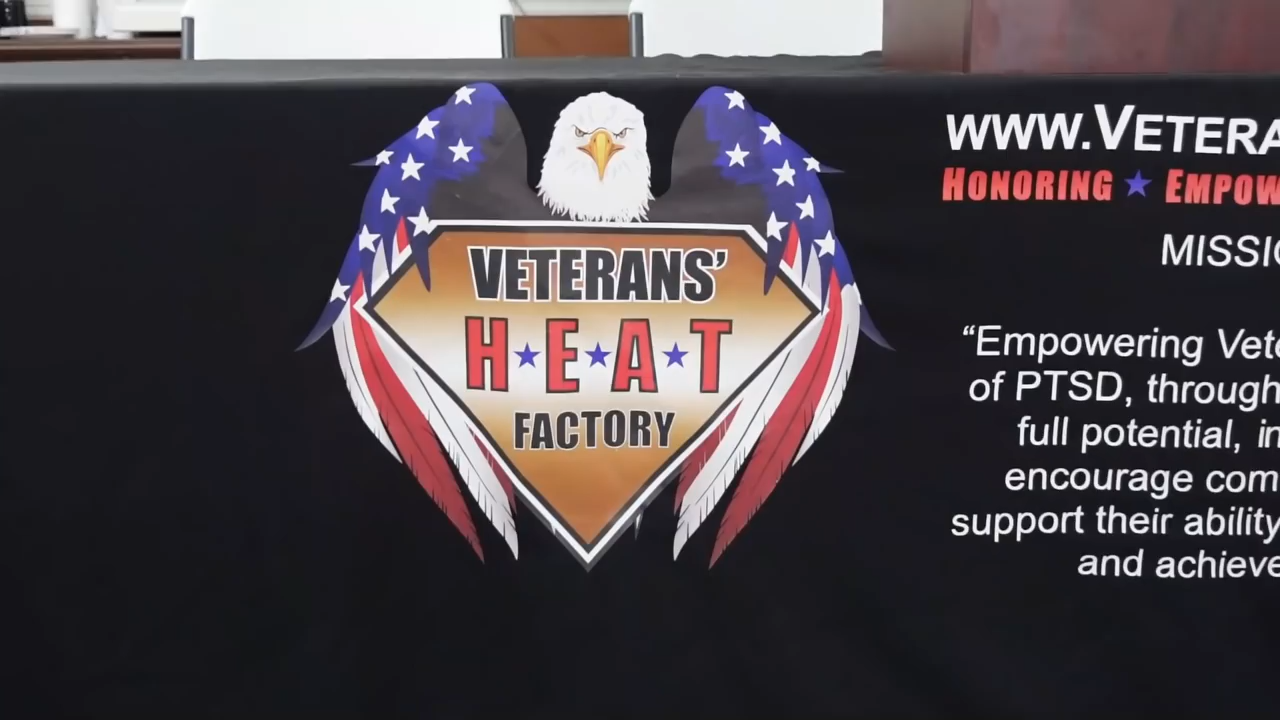 VETERANS'
H★E★A★T
FACTORY
WWW.VETERA
HONORING ★ EMPOW
MISSIO
“Empowering Vete
of PTSD, through
full potential, in
encourage com
support their ability
and achieve